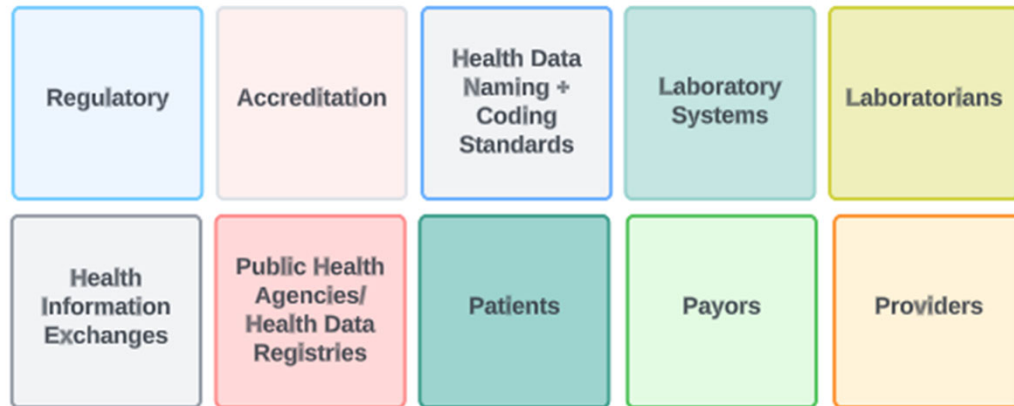 Regulatory
Accreditation
Health Data
Naming +
Coding
Standards
Laboratory
Systems
Laboratorians
Health
Information
Exchanges
Public Health
Agencies/
Health Data
Registries
Patients
Payors
Providers